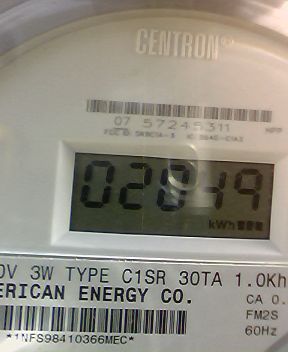 CENTRON®
07 57245311
02819
kWh
0V 3W TYPE C1SR 30TA 1.0Kh
ERICAN ENERGY CO. CA 0.
FM2S
*1NFS98410366MEC* 60Hz